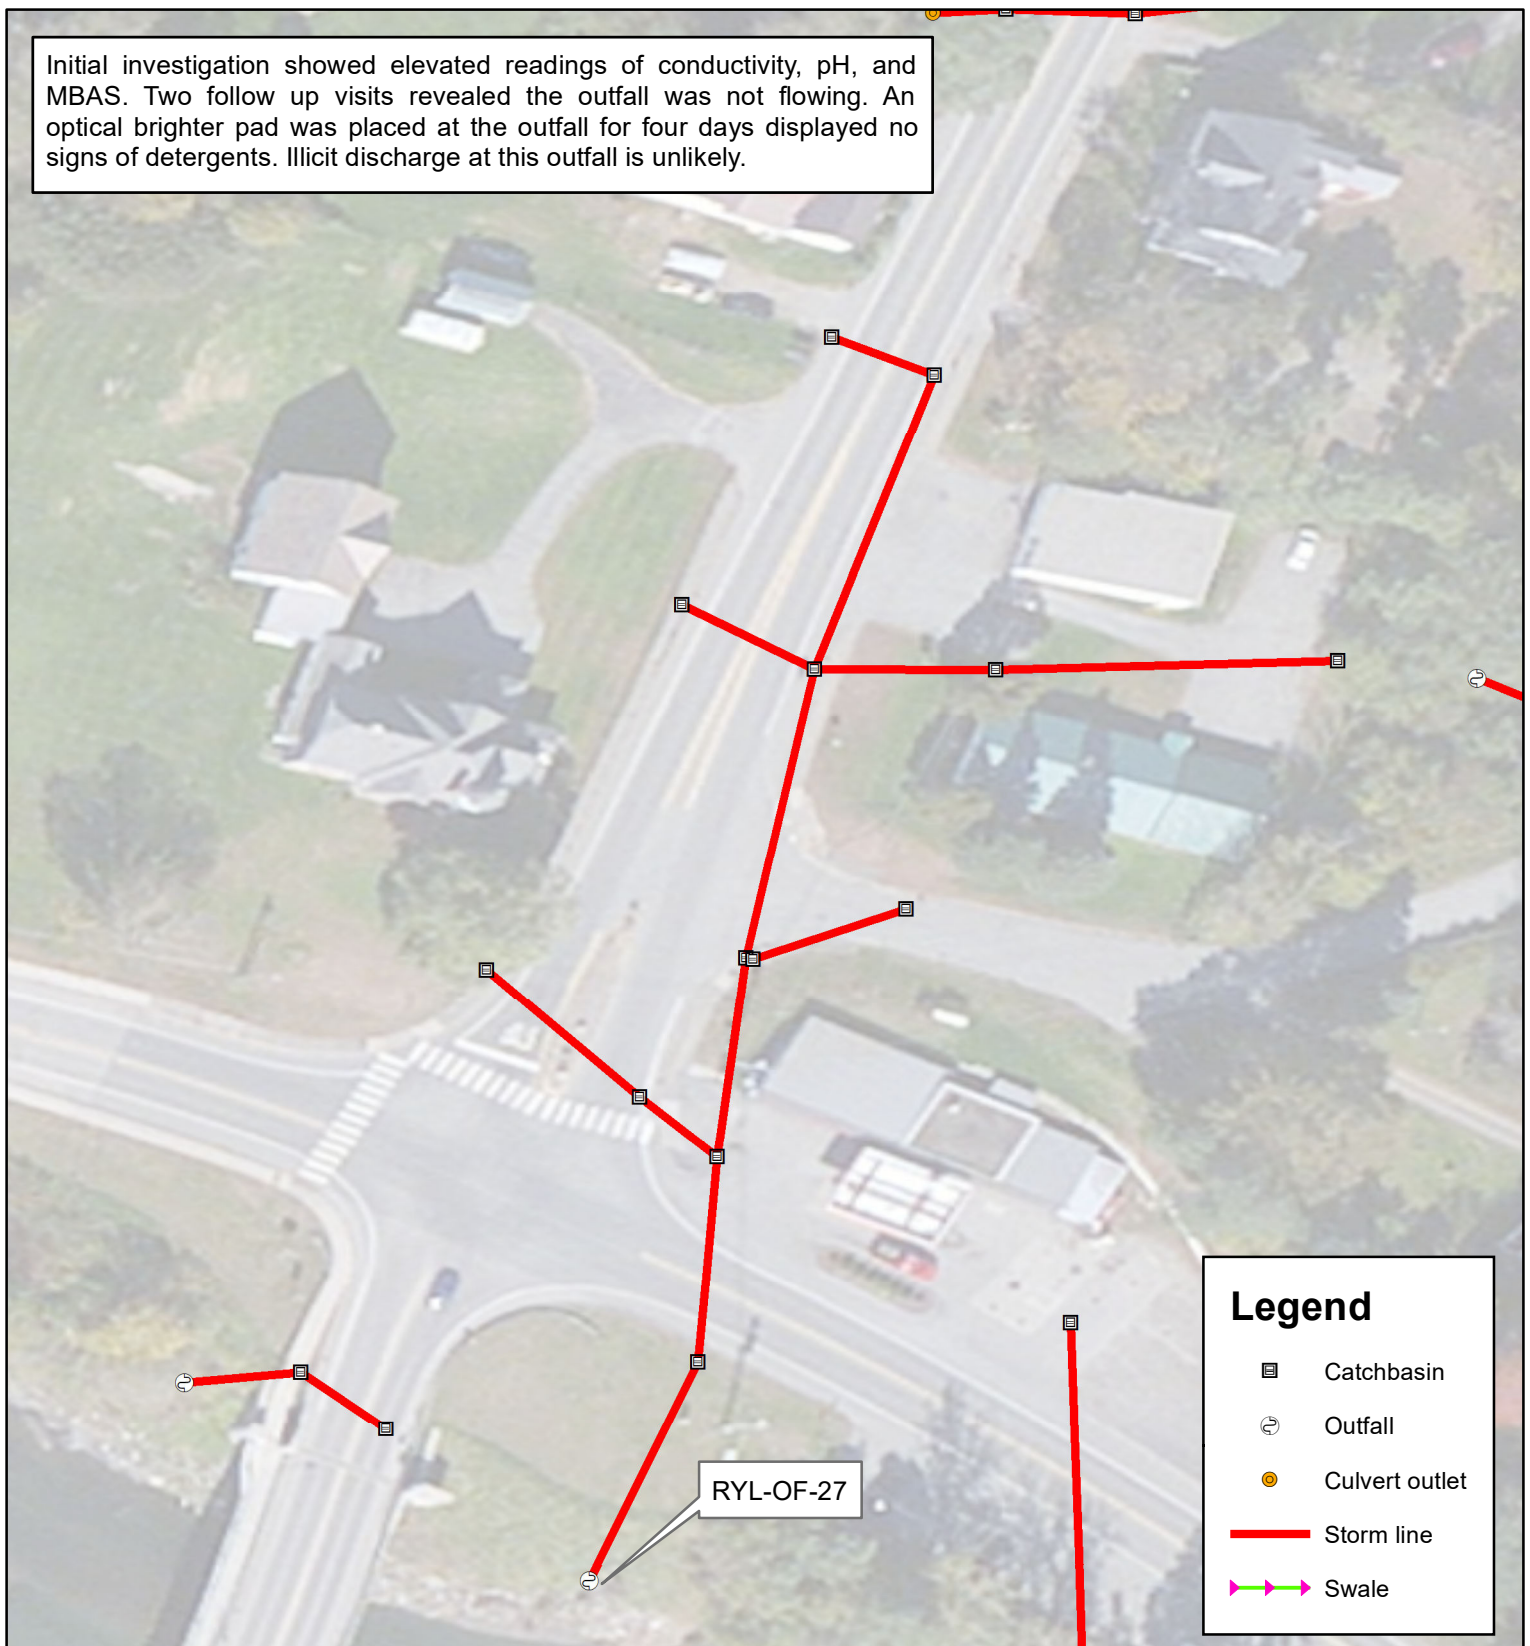 Initial investigation showed elevated readings of conductivity, pH, and
MBAS. Two follow up visits revealed the outfall was not flowing. An
optical brighter pad was placed at the outfall for four days displayed no
signs of detergents. Illicit discharge at this outfall is unlikely.
RYL-OF-27
Legend
Catchbasin
Outfall
Culvert outlet
Storm line
Swale